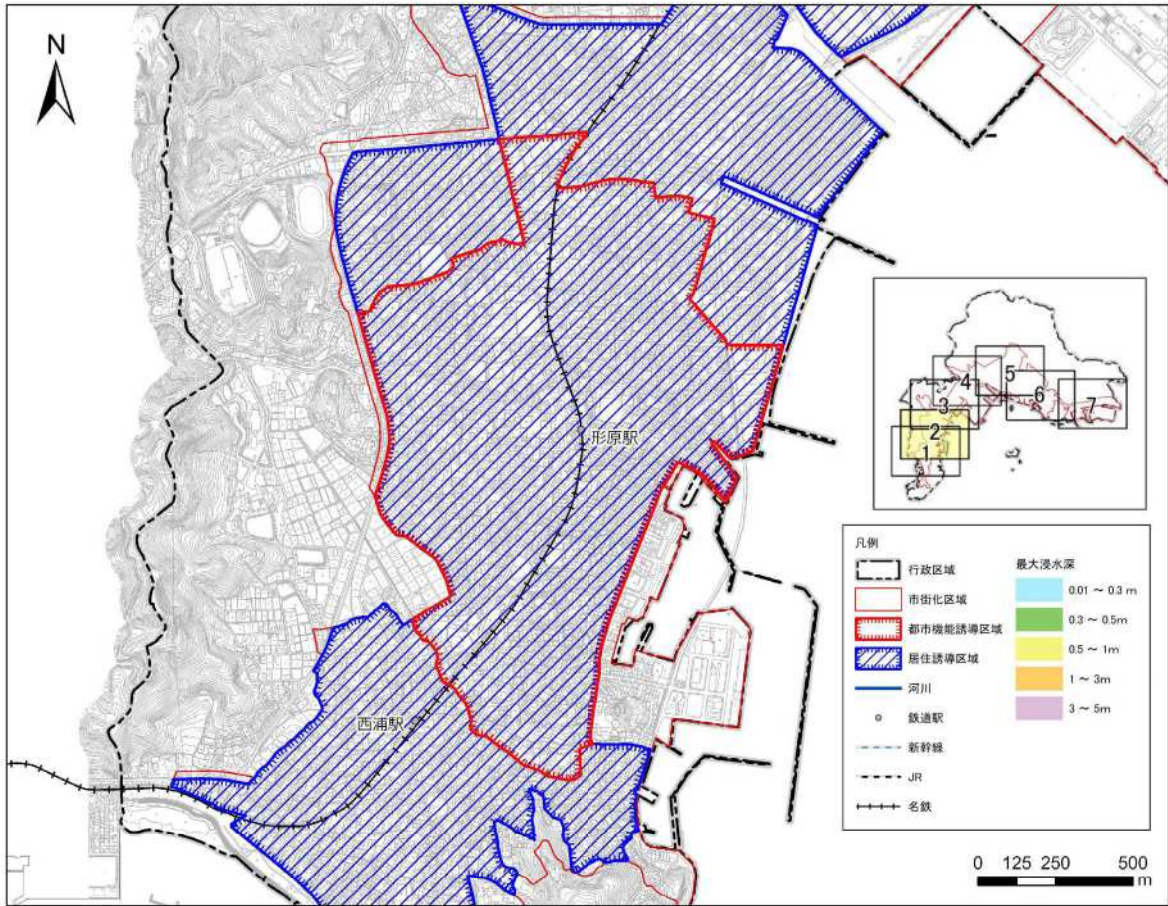 N
形原駅
西浦駅
5
4
6
7
3
2
1
凡例
行政区域
市街化区域
都市機能誘導区域
居住誘導区域
河川
鉄道駅
新幹線
JR
名鉄
最大浸水深
0.01 ～ 0.3 m
0.3 ～ 0.5m
0.5 ～ 1m
1 ～ 3m
3 ～ 5m
0 125 250 500
m